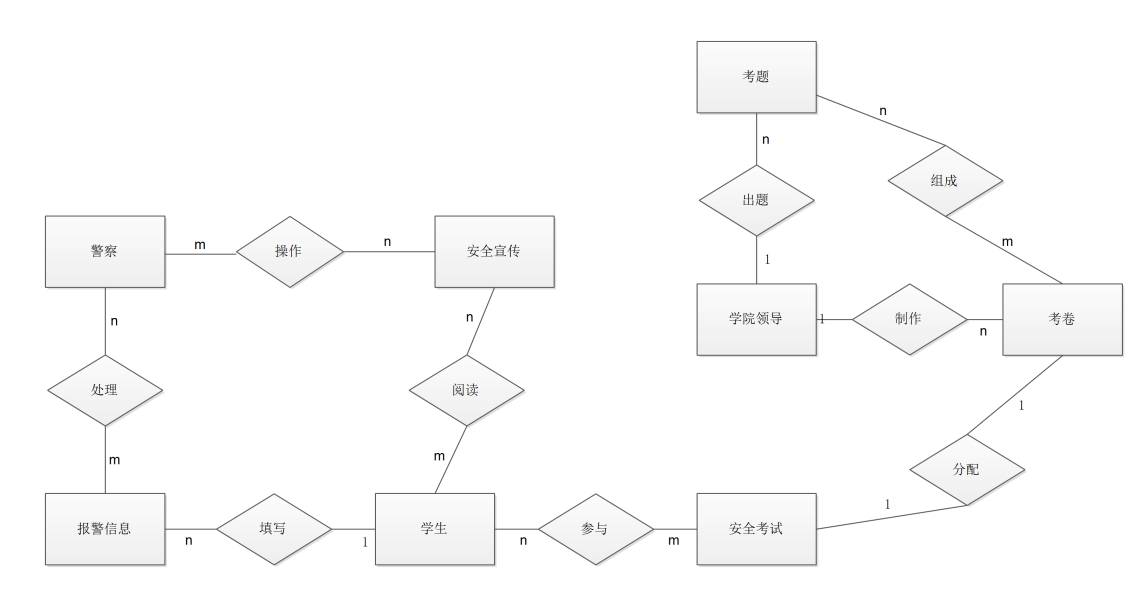 考题
n
n
组成
出题
m
1
警察
m
操作
n
安全宣传
学院领导
1
制作
n
考卷
n
n
处理
阅读
1
m
m
分配
1
报警信息
n
填写
1
学生
n
参与
m
安全考试